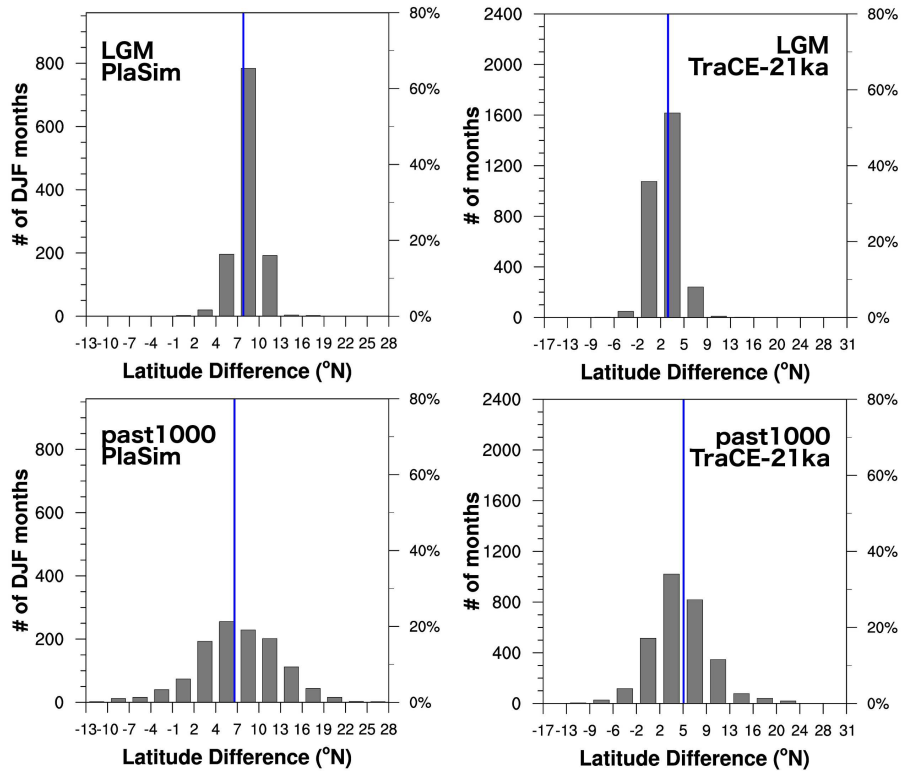 LGM
PlaSim
# of DJF months
800
600
400
200
0
80%
60%
40%
20%
0%
-13-10 -7 -4 -1 2 4 7 10 13 16 19 22 25 28
Latitude Difference (°N)
LGM
TraCE-21ka
# of months
2400
2000
1600
1200
800
400
0
80%
60%
40%
20%
0%
-17 -13 -9 -6 -2 2 5 9 13 16 20 24 28 31
Latitude Difference (°N)
past1000
PlaSim
# of DJF months
800
600
400
200
0
80%
60%
40%
20%
0%
-13-10 -7 -4 -1 2 4 7 10 13 16 19 22 25 28
Latitude Difference (°N)
past1000
TraCE-21ka
# of months
2400
2000
1600
1200
800
400
0
80%
60%
40%
20%
0%
-17 -13 -9 -6 -2 2 5 9 13 16 20 24 28 31
Latitude Difference (°N)